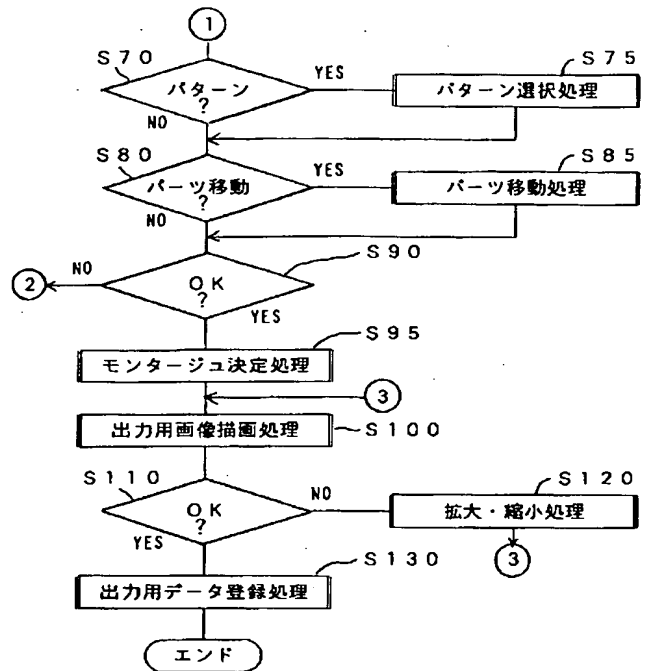 ①
S70
パターン
?
YES
S75
パターン選択処理
NO
S80
パーツ移動
?
YES
S85
パーツ移動処理
NO
S90
②
NO
OK
?
YES
S95
モンタージュ決定処理
③
出力用画像描画処理
S100
S110
OK
?
NO
S120
拡大・縮小処理
YES
③
S130
出力用データ登録処理
エンド